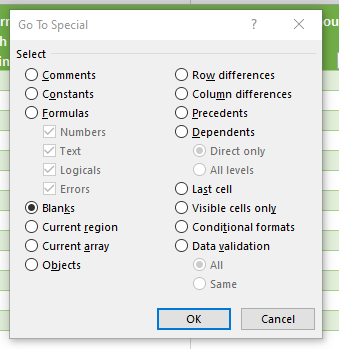 Go To Special
?
Select
Comments
Constants
Formulas
Numbers
Text
Logicals
Errors
Blanks
Current region
Current array
Objects
Row differences
Column differences
Precedents
Dependents
Direct only
All levels
Last cell
Visible cells only
Conditional formats
Data validation
All
Same
OK
Cancel